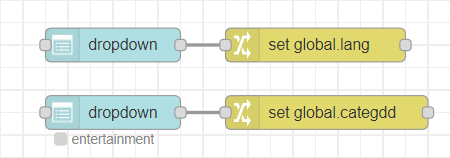 dropdown
set global.lang
dropdown
set global.categdd
entertainment